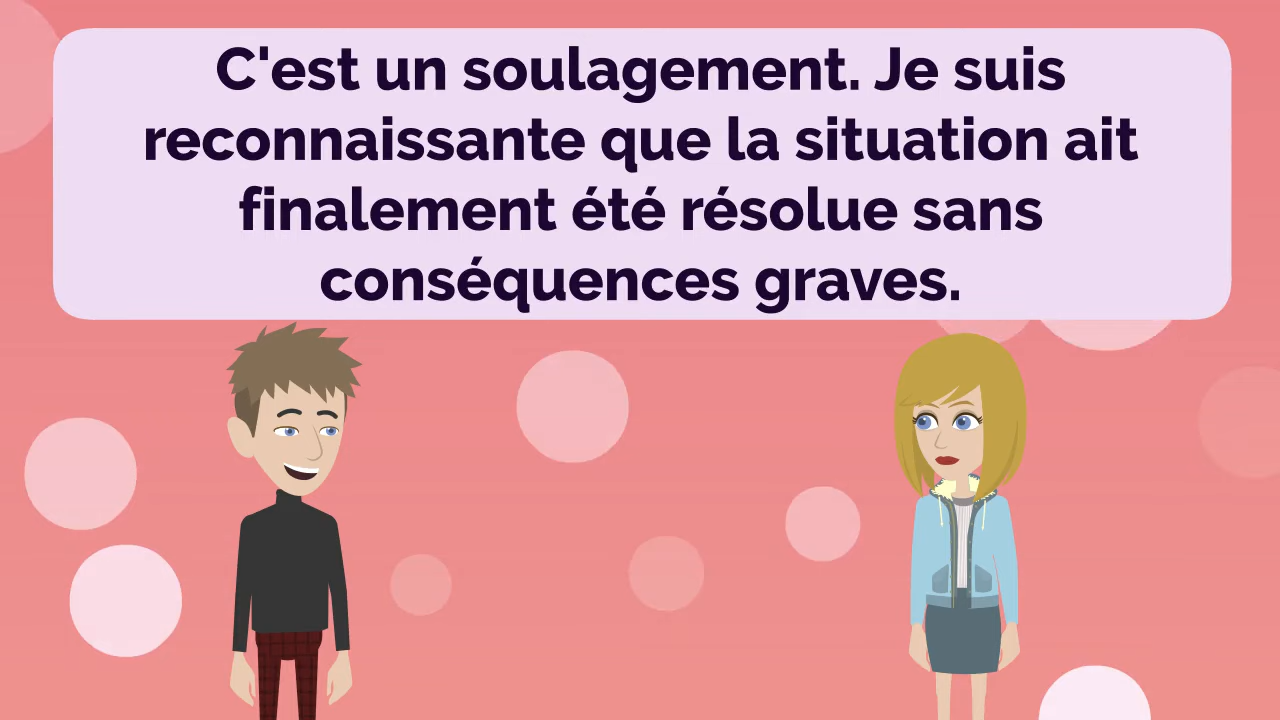 C'est un soulagement. Je suis
reconnaissante que la situation ait
finalement été résolue sans
conséquences graves.